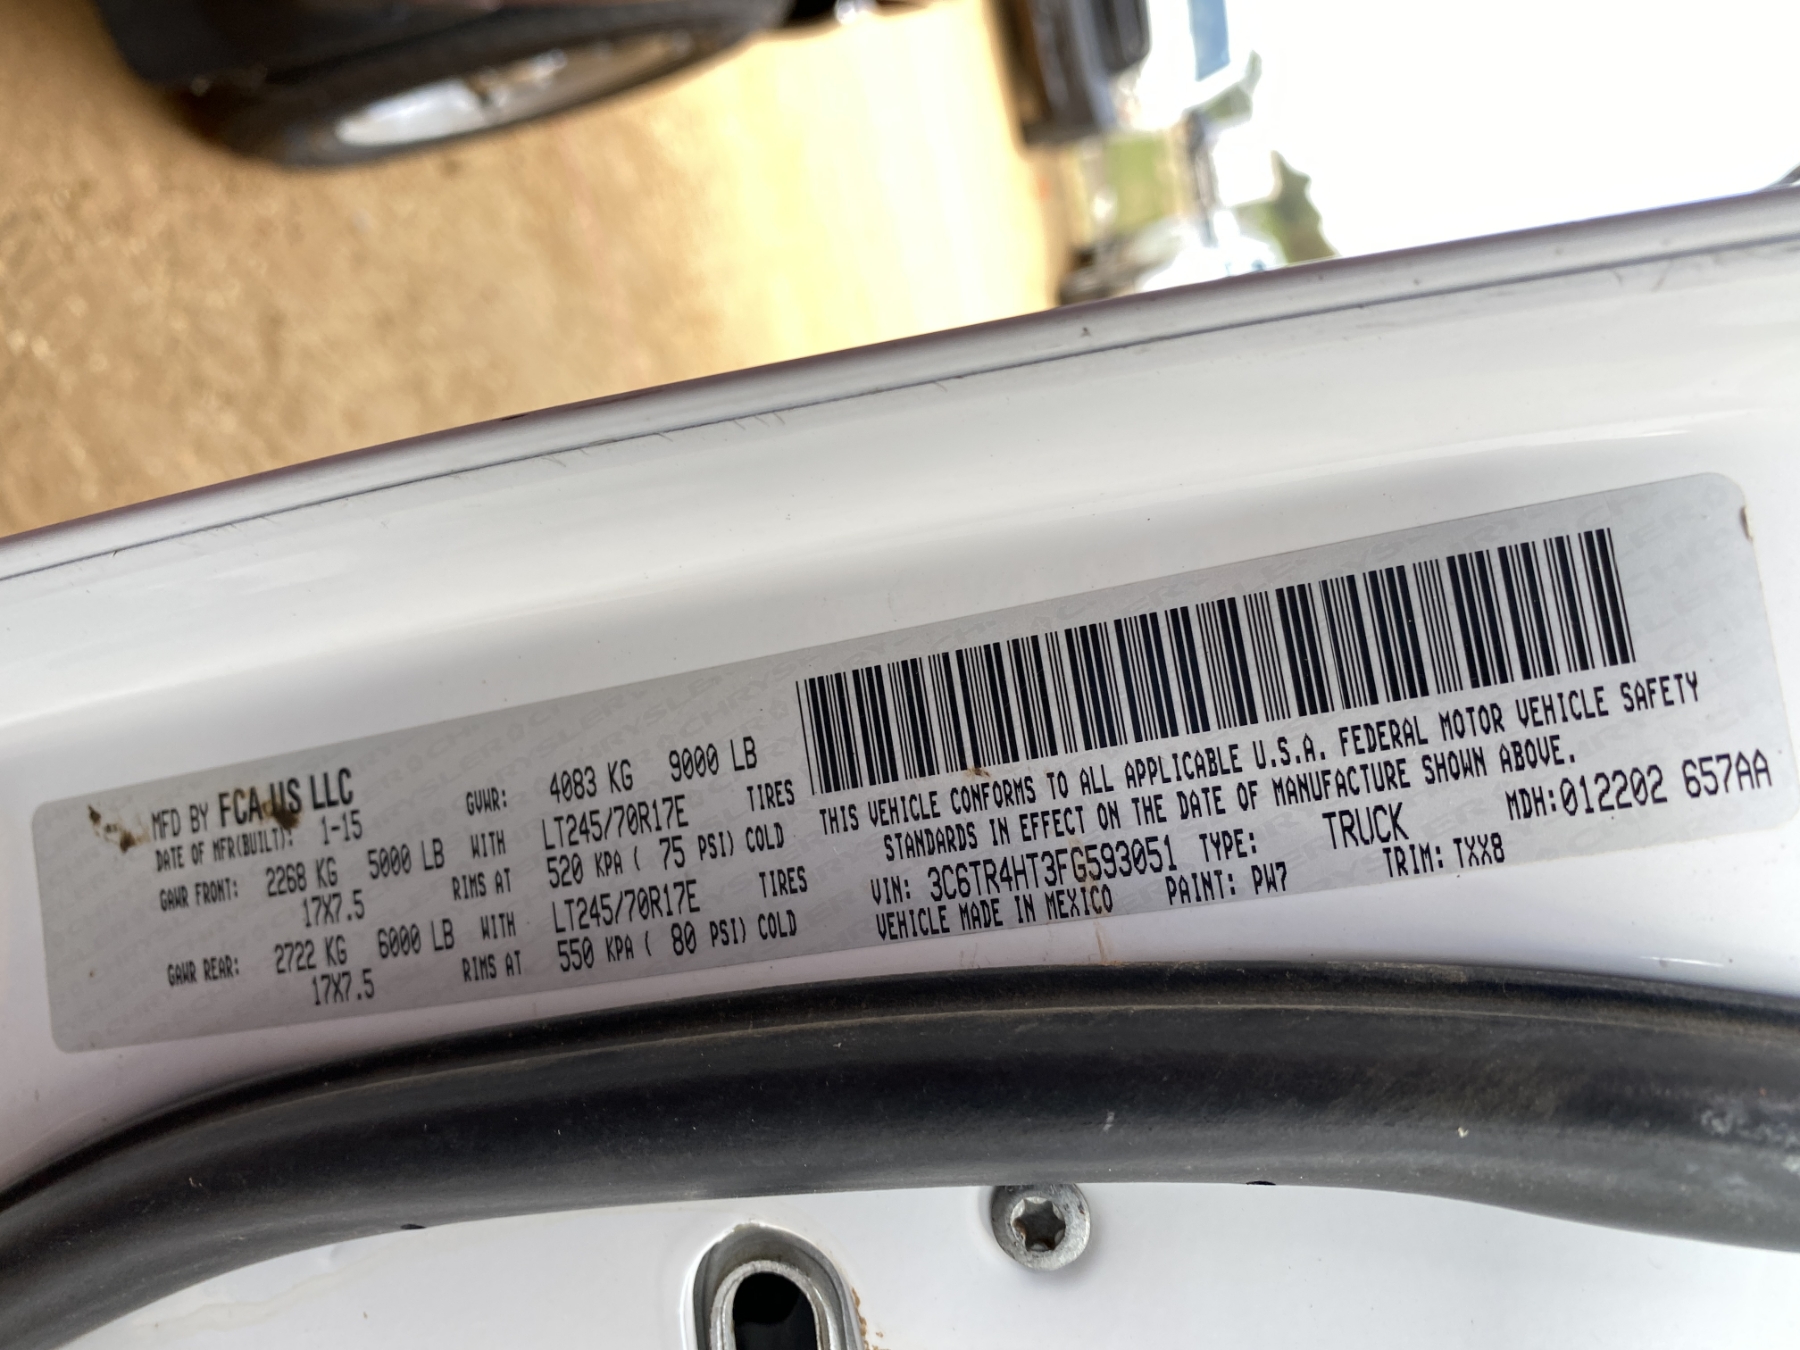 MFD BY FCA US LLC
DATE OF MFR(BUILT): 1-15 GVWR: 4083 KG 9000 LB
GAWR FRONT: 2268 KG 5000 LB WITH LT245/70R17E TIRES
17X7.5 RIMS AT 520 KPA ( 75 PSI) COLD
GAWR REAR: 2722 KG 6000 LB WITH LT245/70R17E TIRES
17X7.5 RIMS AT 550 KPA ( 80 PSI) COLD
THIS VEHICLE CONFORMS TO ALL APPLICABLE U.S.A. FEDERAL MOTOR VEHICLE SAFETY
STANDARDS IN EFFECT ON THE DATE OF MANUFACTURE SHOWN ABOVE.
VIN: 3C6TR4HT3FG593051 TYPE: TRUCK MDH:012202 657AA
VEHICLE MADE IN MEXICO PAINT: PW7 TRIM: TXX8